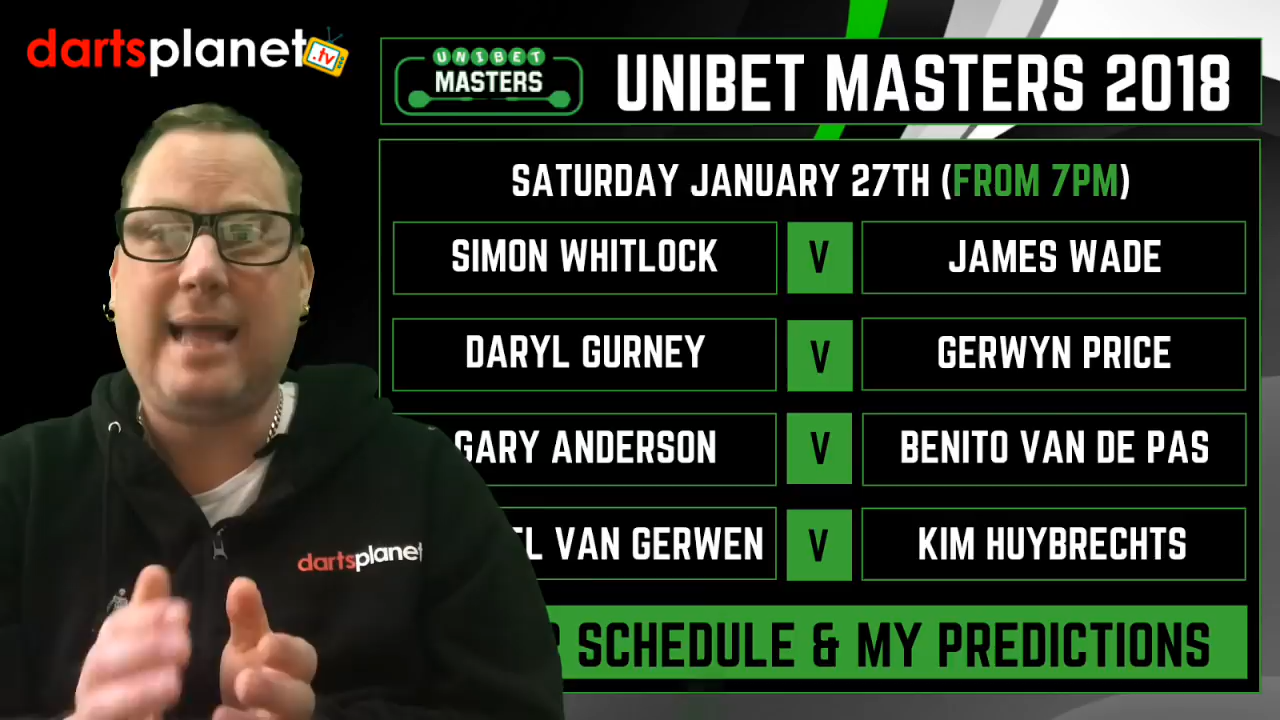 dartsplanet
.tv
UNIBET
MASTERS
UNIBET MASTERS 2018
SATURDAY JANUARY 27TH (FROM 7PM)
SIMON WHITLOCK V JAMES WADE
DARYL GURNEY V GERWYN PRICE
GARY ANDERSON V BENITO VAN DE PAS
EL VAN GERWEN V KIM HUYBRECHTS
SCHEDULE & MY PREDICTIONS
dartsplanet